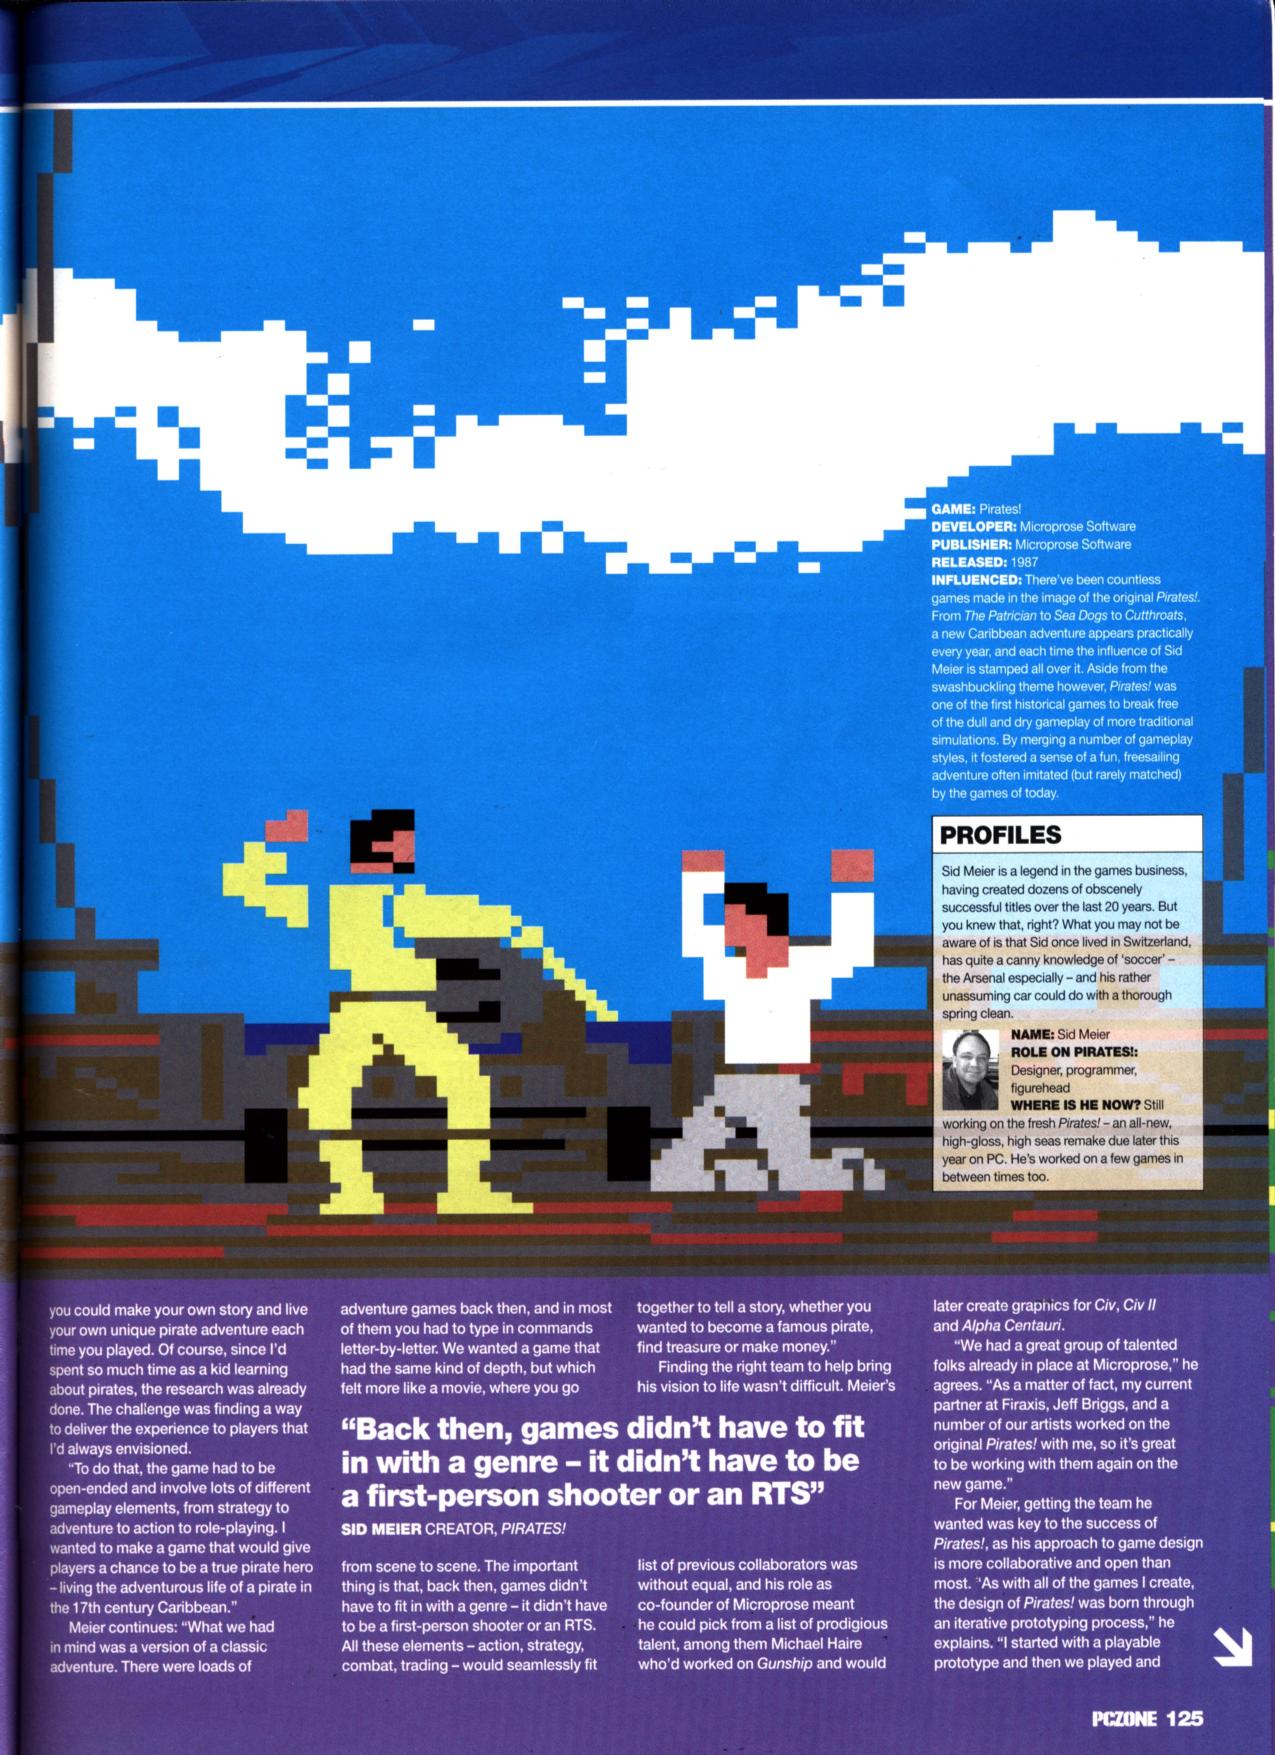 GAME: Pirates!
DEVELOPER: Microprose Software
PUBLISHER: Microprose Software
RELEASED: 1987
INFLUENCED: There've been countless
games made in the image of the original Pirates!.
From The Patrician to Sea Dogs to Cutthroats,
a new Caribbean adventure appears practically
every year, and each time the influence of Sid
Meier is stamped all over it. Aside from the
swashbuckling theme however, Pirates! was
one of the first historical games to break free
of the dull and dry gameplay of more traditional
simulations. By merging a number of gameplay
styles, it fostered a sense of a fun, freesailing
adventure often imitated (but rarely matched)
by the games of today.
PROFILES
Sid Meier is a legend in the games business,
having created dozens of obscenely
successful titles over the last 20 years. But
you knew that, right? What you may not be
aware of is that Sid once lived in Switzerland,
has quite a canny knowledge of 'soccer' –
the Arsenal especially – and his rather
unassuming car could do with a thorough
spring clean.
NAME: Sid Meier
ROLE ON PIRATES!:
Designer, programmer,
figurehead
WHERE IS HE NOW? Still
working on the fresh Pirates! – an all-new,
high-gloss, high seas remake due later this
year on PC. He's worked on a few games in
between times too.
you could make your own story and live
your own unique pirate adventure each
time you played. Of course, since I'd
spent so much time as a kid learning
about pirates, the research was already
done. The challenge was finding a way
to deliver the experience to players that
I'd always envisioned.
"To do that, the game had to be
open-ended and involve lots of different
gameplay elements, from strategy to
adventure to action to role-playing. I
wanted to make a game that would give
players a chance to be a true pirate hero
– living the adventurous life of a pirate in
the 17th century Caribbean."
Meier continues: "What we had
in mind was a version of a classic
adventure. There were loads of
adventure games back then, and in most
of them you had to type in commands
letter-by-letter. We wanted a game that
had the same kind of depth, but which
felt more like a movie, where you go
"Back then, games didn't have to fit
in with a genre – it didn't have to be
a first-person shooter or an RTS"
SID MEIER CREATOR, PIRATES!
from scene to scene. The important
thing is that, back then, games didn't
have to fit in with a genre – it didn't have
to be a first-person shooter or an RTS.
All these elements – action, strategy,
combat, trading – would seamlessly fit
together to tell a story, whether you
wanted to become a famous pirate,
find treasure or make money."
Finding the right team to help bring
his vision to life wasn't difficult. Meier's
list of previous collaborators was
without equal, and his role as
co-founder of Microprose meant
he could pick from a list of prodigious
talent, among them Michael Haire
who'd worked on Gunship and would
later create graphics for Civ, Civ II
and Alpha Centauri.
"We had a great group of talented
folks already in place at Microprose," he
agrees. "As a matter of fact, my current
partner at Firaxis, Jeff Briggs, and a
number of our artists worked on the
original Pirates! with me, so it's great
to be working with them again on the
new game."
For Meier, getting the team he
wanted was key to the success of
Pirates!, as his approach to game design
is more collaborative and open than
most. "As with all of the games I create,
the design of Pirates! was born through
an iterative prototyping process," he
explains. "I started with a playable
prototype and then we played and
PCZONE 125